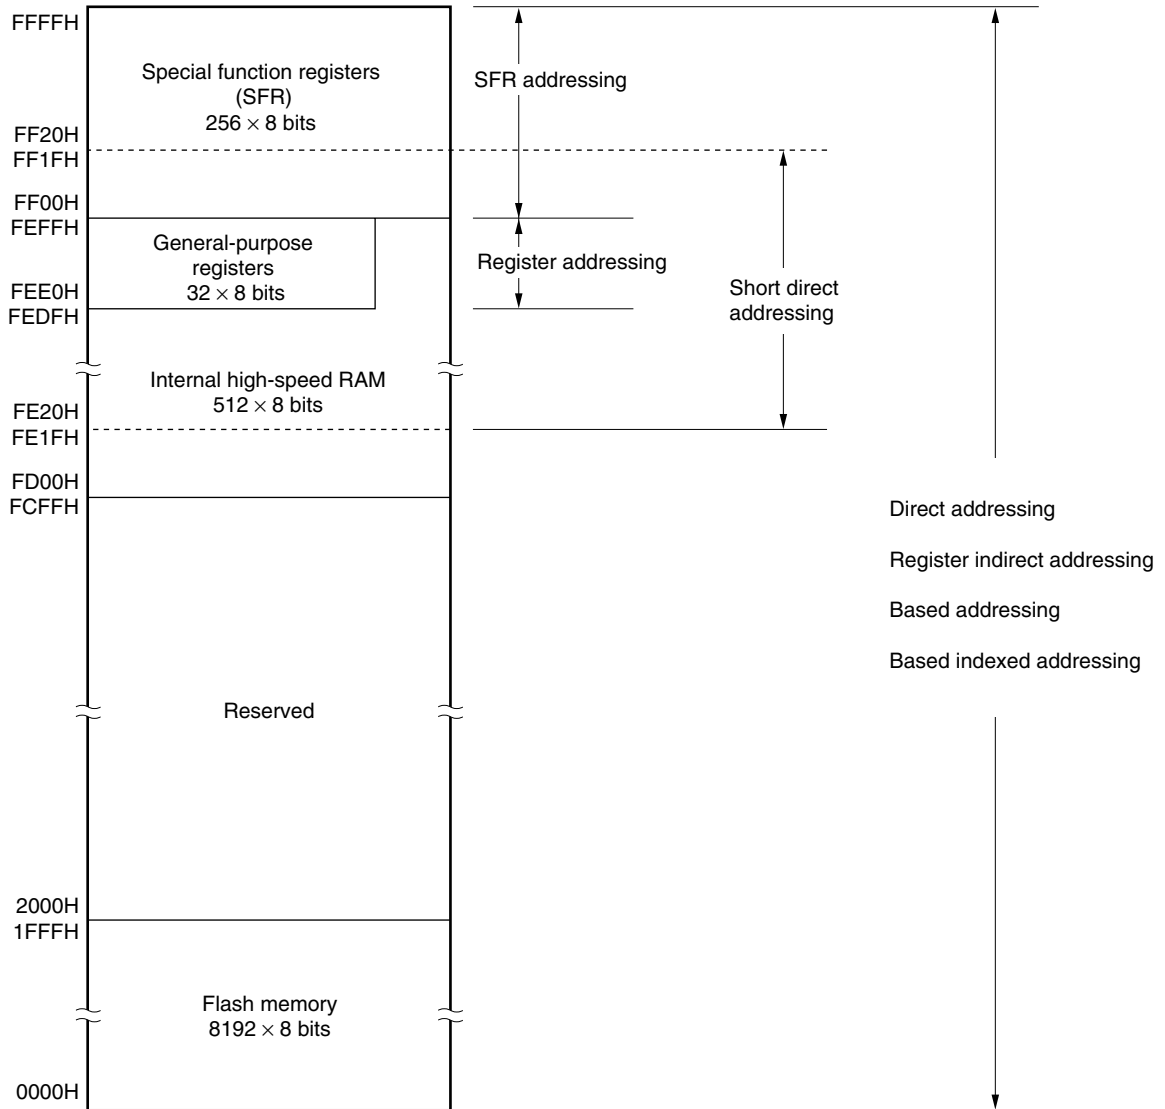 FFFFH
Special function registers
(SFR)
256 × 8 bits
SFR addressing
FF20H
FF1FH
FF00H
FEFFH
General-purpose
registers
32 × 8 bits
Register addressing
Short direct
addressing
FEE0H
FEDFH
Internal high-speed RAM
512 × 8 bits
FE20H
FE1FH
FD00H
FCFFH
Direct addressing
Register indirect addressing
Based addressing
Based indexed addressing
Reserved
2000H
1FFFH
Flash memory
8192 × 8 bits
0000H